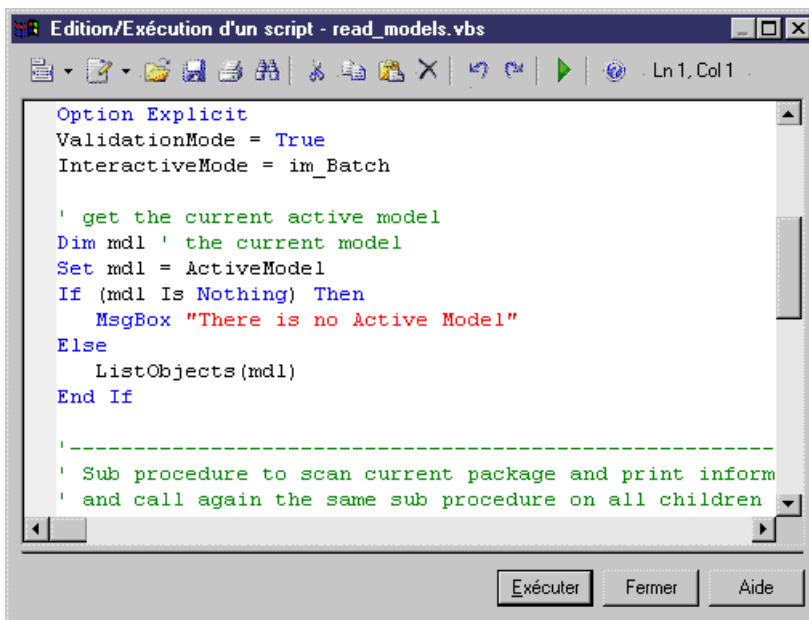 Edition/Exécution d'un script - read_models.vbs
Ln 1, Col 1
Option Explicit
ValidationMode = True
InteractiveMode = im_Batch
' get the current active model
Dim mdl ' the current model
Set mdl = ActiveModel
If (mdl Is Nothing) Then
   MsgBox "There is no Active Model"
Else
   ListObjects(mdl)
End If
'-------------------------------------------------------
' Sub procedure to scan current package and print inform
' and call again the same sub procedure on all children
Exécuter Fermer Aide